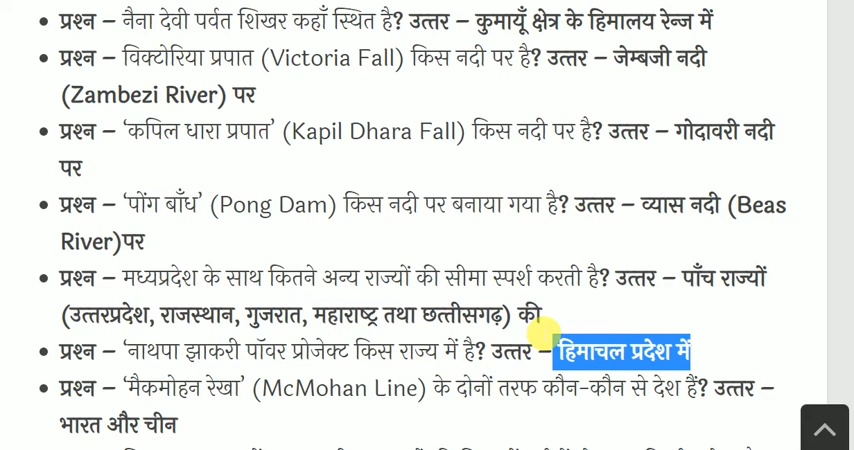 प्रश्न – नैना देवी पर्वत शिखर कहाँ स्थित है? उत्तर – कुमायूँ क्षेत्र के हिमालय रेन्ज में
प्रश्न – विक्टोरिया प्रपात (Victoria Fall) किस नदी पर है? उत्तर – जेम्बजी नदी
(Zambezi River) पर
प्रश्न – ‘कपिल धारा प्रपात’ (Kapil Dhara Fall) किस नदी पर है? उत्तर – गोदावरी नदी
पर
प्रश्न – ‘पोंग बाँध’ (Pong Dam) किस नदी पर बनाया गया है? उत्तर – व्यास नदी (Beas
River)पर
प्रश्न – मध्यप्रदेश के साथ कितने अन्य राज्यों की सीमा स्पर्श करती है? उत्तर – पाँच राज्यों
(उत्तरप्रदेश, राजस्थान, गुजरात, महाराष्ट्र तथा छत्तीसगढ़) की
प्रश्न – ‘नाथपा झाकरी पॉवर प्रोजेक्ट किस राज्य में है? उत्तर – हिमाचल प्रदेश में
प्रश्न – ‘मैकमोहन रेखा’ (McMohan Line) के दोनों तरफ कौन-कौन से देश हैं? उत्तर –
भारत और चीन